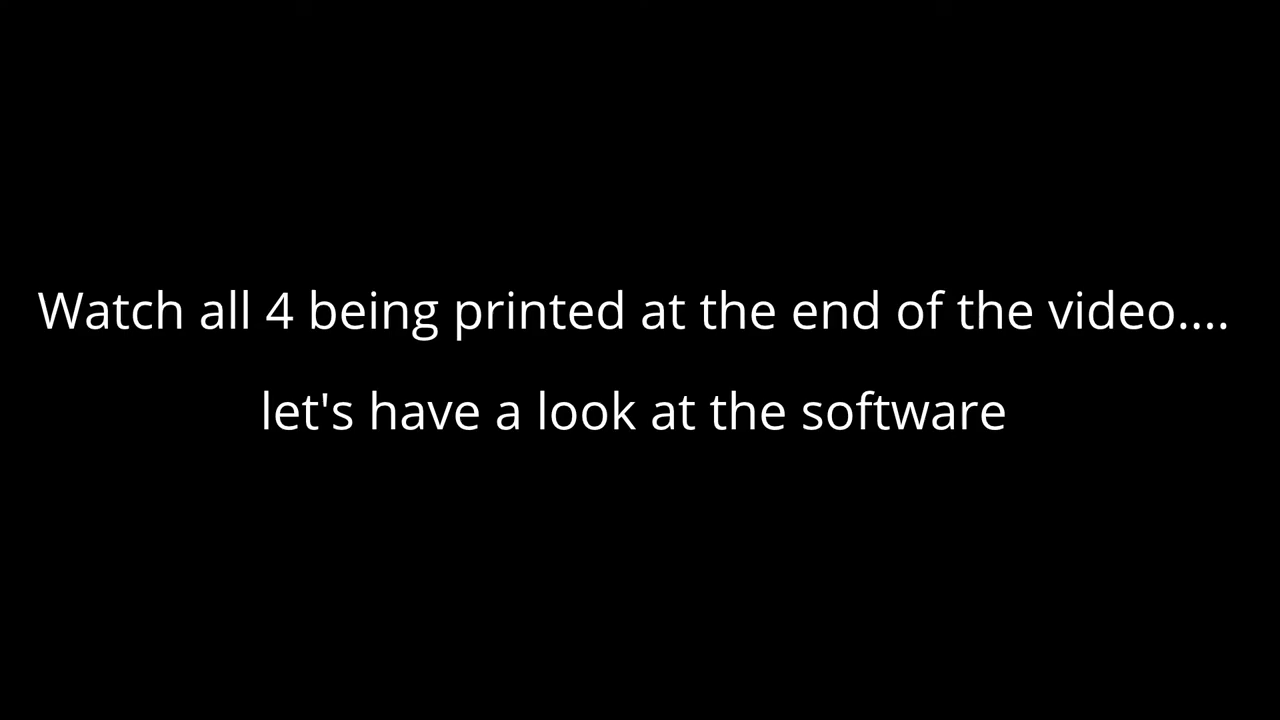 Watch all 4 being printed at the end of the video....
let's have a look at the software